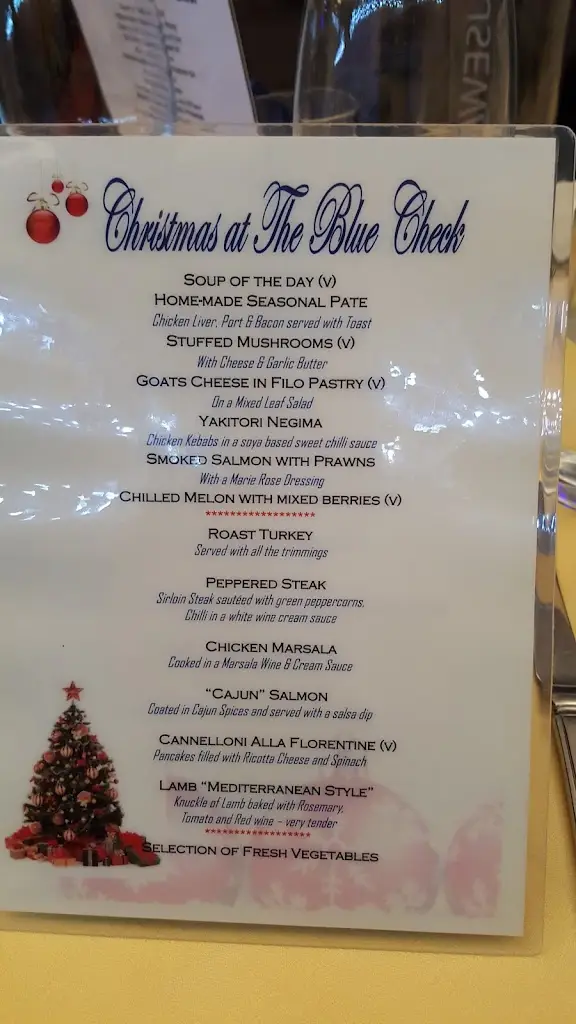 Christmas at The Blue Check
SOUP OF THE DAY (V)
HOME-MADE SEASONAL PATE
Chicken Liver, Port & Bacon served with Toast
STUFFED MUSHROOMS (V)
With Cheese & Garlic Butter
GOATS CHEESE IN FILO PASTRY (V)
On a Mixed Leaf Salad
YAKITORI NEGIMA
Chicken Kebabs in a soya based sweet chilli sauce
SMOKED SALMON WITH PRAWNS
With a Marie Rose Dressing
CHILLED MELON WITH MIXED BERRIES (V)
******************
ROAST TURKEY
Served with all the trimmings
PEPPERED STEAK
Sirloin Steak sautéed with green peppercorns,
Chilli in a white wine cream sauce
CHICKEN MARSALA
Cooked in a Marsala Wine & Cream Sauce
"CAJUN" SALMON
Coated in Cajun Spices and served with a salsa dip
CANNELLONI ALLA FLORENTINE (V)
Pancakes filled with Ricotta Cheese and Spinach
LAMB "MEDITERRANEAN STYLE"
Knuckle of Lamb baked with Rosemary,
Tomato and Red wine – very tender
******************
SELECTION OF FRESH VEGETABLES